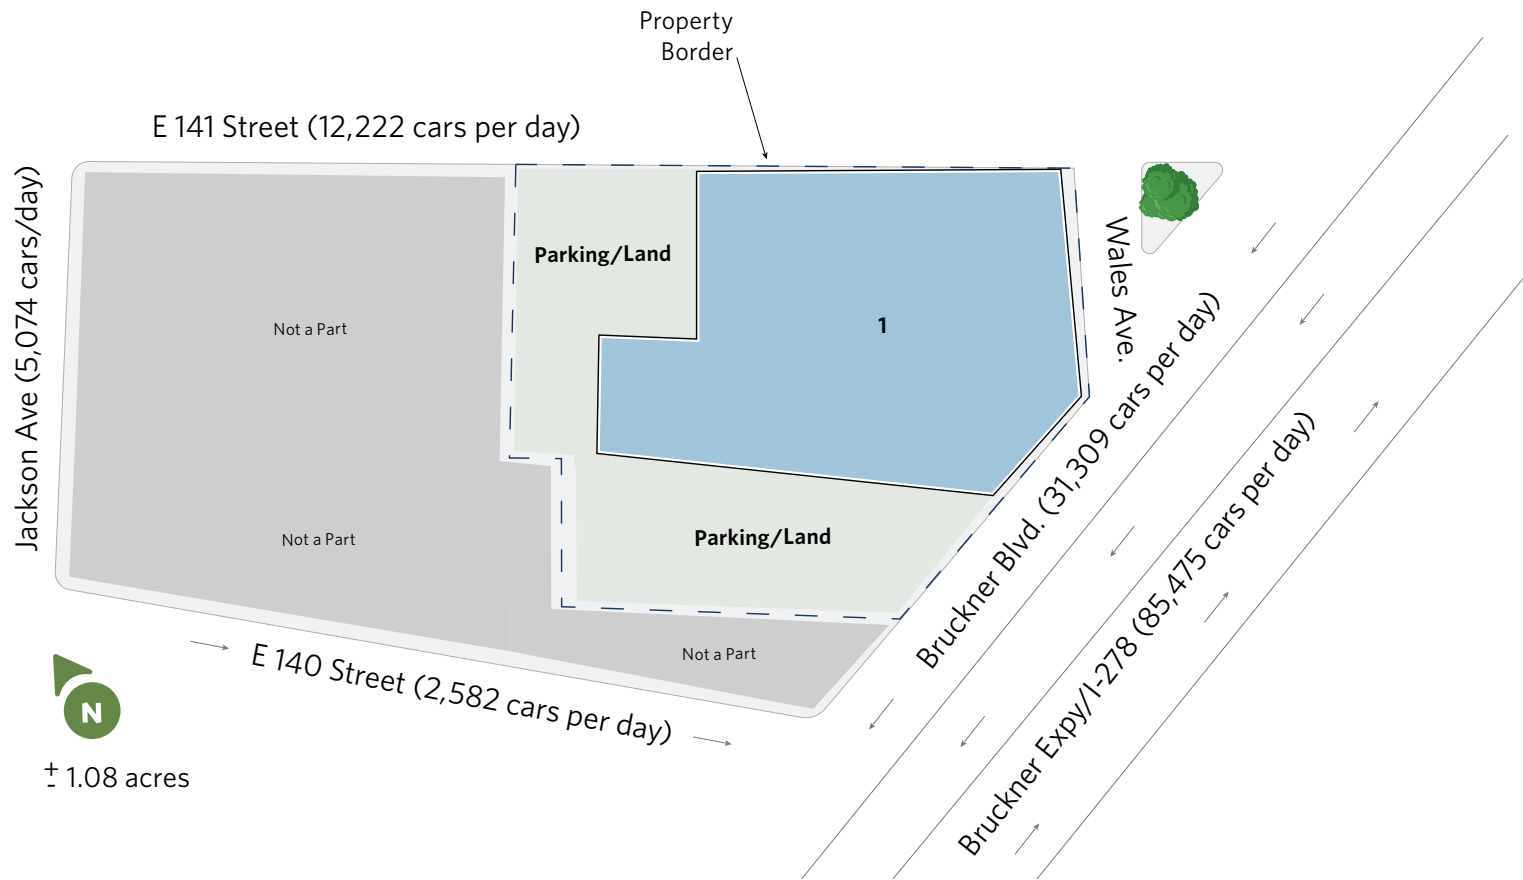 Property
Border
E 141 Street (12,222 cars per day)
Jackson Ave (5,074 cars/day)
Parking/Land
Wales Ave.
Not a Part
1
Bruckner Blvd. (31,309 cars per day)
Bruckner Expy/I-278 (85,475 cars per day)
Not a Part
Parking/Land
Not a Part
E 140 Street (2,582 cars per day)
N
± 1.08 acres